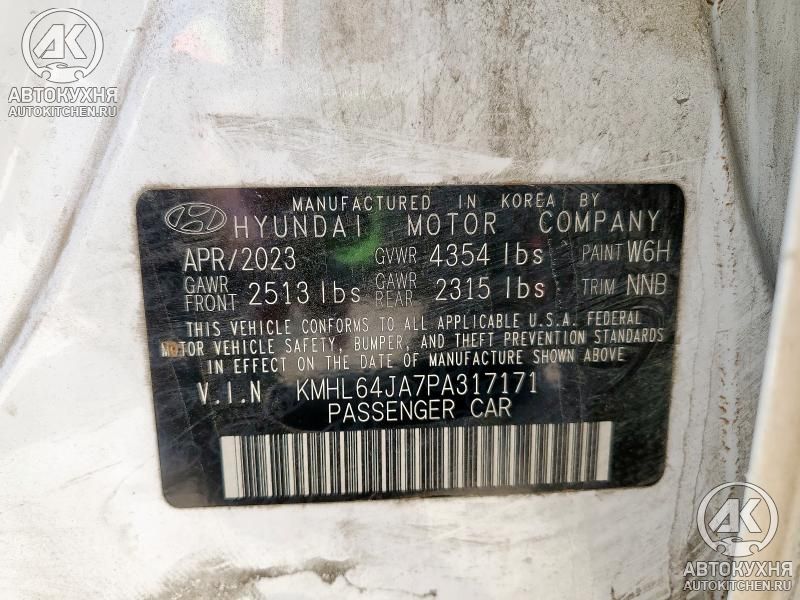 AK
АВТОКУХНЯ
AUTOKITCHEN.RU
MANUFACTURED IN KOREA BY
HYUNDAI MOTOR COMPANY
APR/2023 GVWR 4354 lbs PAINT W6H
GAWR FRONT 2513 lbs GAWR REAR 2315 lbs TRIM NNB
THIS VEHICLE CONFORMS TO ALL APPLICABLE U.S.A. FEDERAL
MOTOR VEHICLE SAFETY, BUMPER, AND THEFT PREVENTION STANDARDS
IN EFFECT ON THE DATE OF MANUFACTURE SHOWN ABOVE
V.I.N KMHL64JA7PA317171
PASSENGER CAR
AK
АВТОКУХНЯ
AUTOKITCHEN.RU